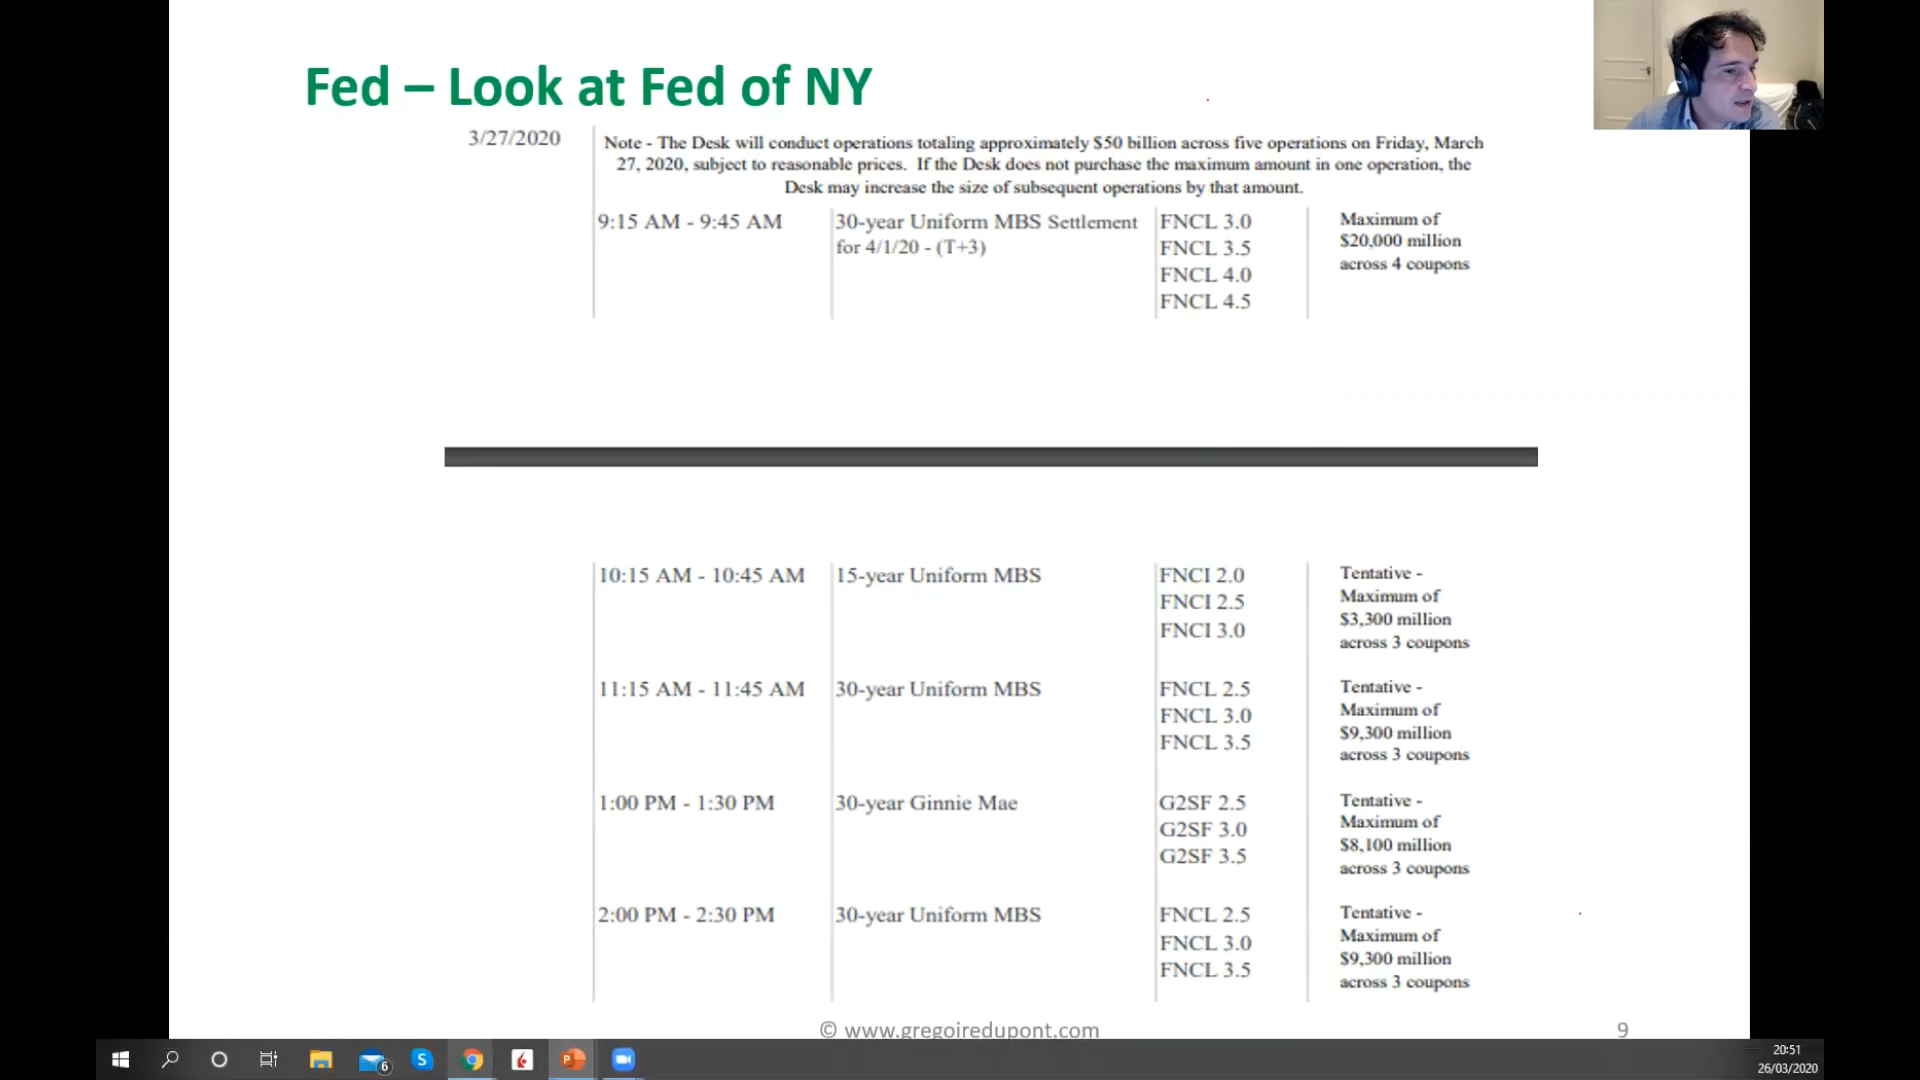 Fed – Look at Fed of NY
3/27/2020
Note - The Desk will conduct operations totaling approximately $50 billion across five operations on Friday, March
27, 2020, subject to reasonable prices. If the Desk does not purchase the maximum amount in one operation, the
Desk may increase the size of subsequent operations by that amount.
9:15 AM - 9:45 AM
30-year Uniform MBS Settlement
for 4/1/20 - (T+3)
FNCL 3.0
FNCL 3.5
FNCL 4.0
FNCL 4.5
Maximum of
$20,000 million
across 4 coupons
10:15 AM - 10:45 AM
15-year Uniform MBS
FNCI 2.0
FNCI 2.5
FNCI 3.0
Tentative -
Maximum of
$3,300 million
across 3 coupons
11:15 AM - 11:45 AM
30-year Uniform MBS
FNCL 2.5
FNCL 3.0
FNCL 3.5
Tentative -
Maximum of
$9,300 million
across 3 coupons
1:00 PM - 1:30 PM
30-year Ginnie Mae
G2SF 2.5
G2SF 3.0
G2SF 3.5
Tentative -
Maximum of
$8,100 million
across 3 coupons
2:00 PM - 2:30 PM
30-year Uniform MBS
FNCL 2.5
FNCL 3.0
FNCL 3.5
Tentative -
Maximum of
$9,300 million
across 3 coupons
© www.gregoiredupont.com
9
6
20:51
26/03/2020